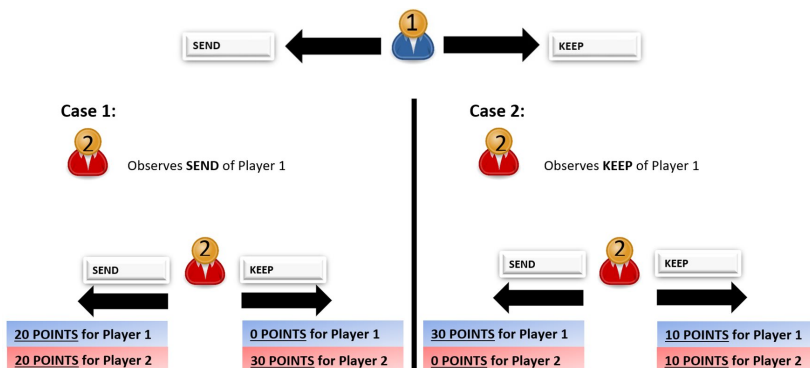 1
SEND
KEEP
Case 1:
2
Observes SEND of Player 1
2
SEND
KEEP
20 POINTS for Player 1
20 POINTS for Player 2
0 POINTS for Player 1
30 POINTS for Player 2
Case 2:
2
Observes KEEP of Player 1
2
SEND
KEEP
30 POINTS for Player 1
0 POINTS for Player 2
10 POINTS for Player 1
10 POINTS for Player 2